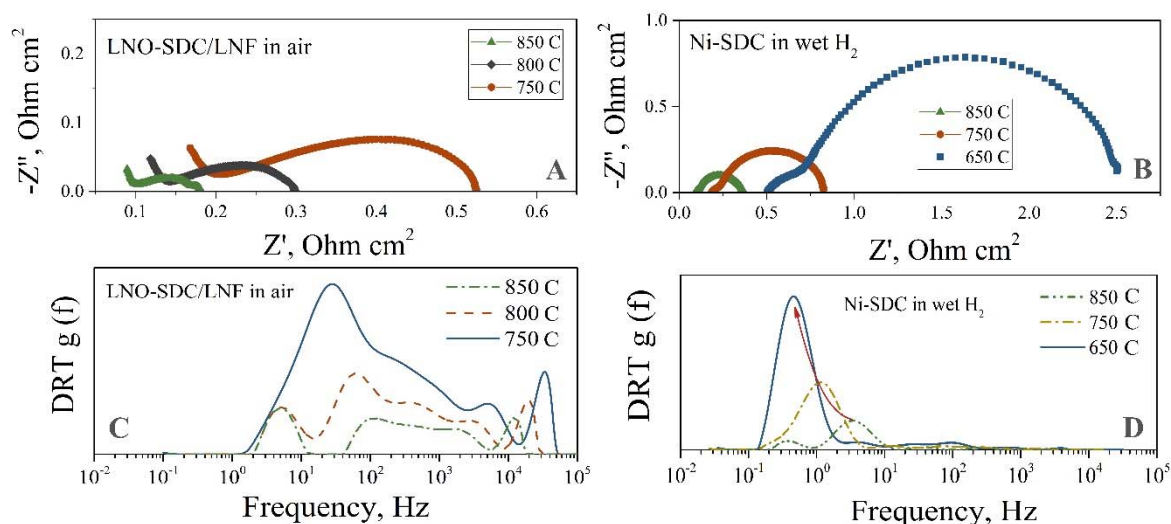 LNO-SDC/LNF in air
850 C
800 C
750 C
A
0.2
0.1
0.0
0.1
0.2
0.3
0.4
0.5
0.6
-Z'', Ohm cm2
Z', Ohm cm2
Ni-SDC in wet H2
850 C
750 C
650 C
B
1.0
0.5
0.0
0.0
0.5
1.0
1.5
2.0
2.5
-Z'', Ohm cm2
Z', Ohm cm2
LNO-SDC/LNF in air
850 C
800 C
750 C
C
DRT g (f)
10-2
10-1
100
101
102
103
104
105
Frequency, Hz
Ni-SDC in wet H2
850 C
750 C
650 C
D
DRT g (f)
10-2
10-1
100
101
102
103
104
105
Frequency, Hz